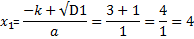 x₁ = (−k + √D1)/a = (3 + 1)/1 = 4/1 = 4